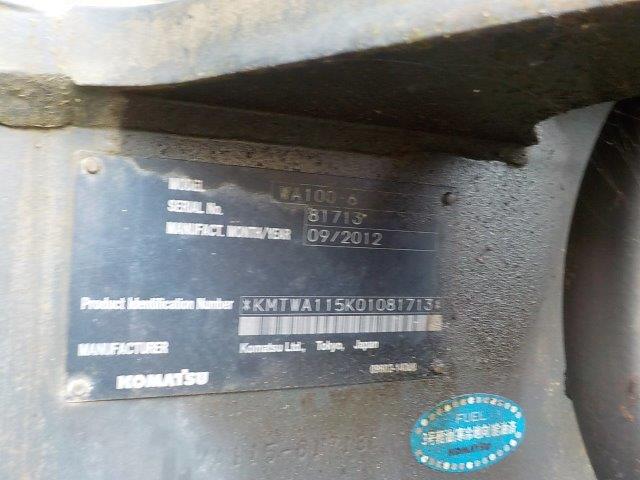 MODEL WA100-6
SERIAL No. 81713
MANUFACT. MONTH/YEAR 09/2012
Product Identification Number *KMTWA115K01081713*
MANUFACTURER Komatsu Ltd., Tokyo, Japan
KOMATSU
FUEL
KOMATSU